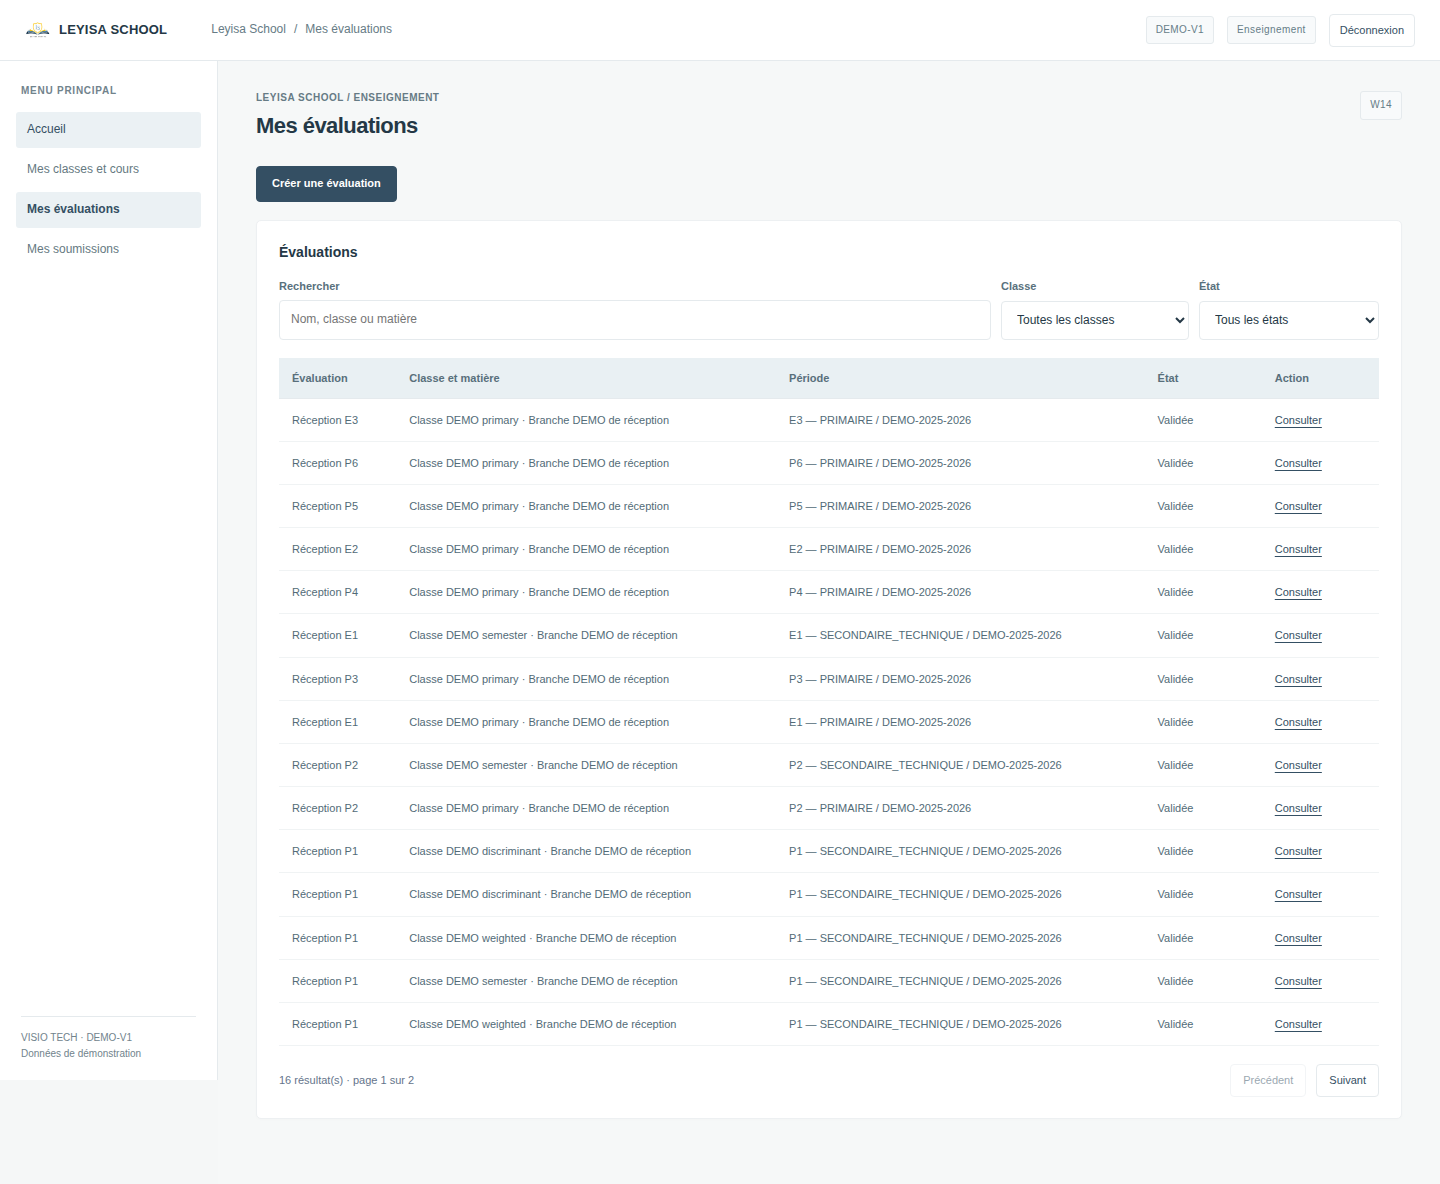 LEYISA SCHOOL
Leyisa School / Mes évaluations
DEMO-V1
Enseignement
Déconnexion
MENU PRINCIPAL
Accueil
Mes classes et cours
Mes évaluations
Mes soumissions
VISIO TECH · DEMO-V1
Données de démonstration
LEYISA SCHOOL / ENSEIGNEMENT
W14
Mes évaluations
Créer une évaluation
Évaluations
Rechercher Classe État
Nom, classe ou matière Toutes les classes Tous les états
Évaluation Classe et matière Période État Action
Réception E3 Classe DEMO primary · Branche DEMO de réception E3 — PRIMAIRE / DEMO-2025-2026 Validée Consulter
Réception P6 Classe DEMO primary · Branche DEMO de réception P6 — PRIMAIRE / DEMO-2025-2026 Validée Consulter
Réception P5 Classe DEMO primary · Branche DEMO de réception P5 — PRIMAIRE / DEMO-2025-2026 Validée Consulter
Réception E2 Classe DEMO primary · Branche DEMO de réception E2 — PRIMAIRE / DEMO-2025-2026 Validée Consulter
Réception P4 Classe DEMO primary · Branche DEMO de réception P4 — PRIMAIRE / DEMO-2025-2026 Validée Consulter
Réception E1 Classe DEMO semester · Branche DEMO de réception E1 — SECONDAIRE_TECHNIQUE / DEMO-2025-2026 Validée Consulter
Réception P3 Classe DEMO primary · Branche DEMO de réception P3 — PRIMAIRE / DEMO-2025-2026 Validée Consulter
Réception E1 Classe DEMO primary · Branche DEMO de réception E1 — PRIMAIRE / DEMO-2025-2026 Validée Consulter
Réception P2 Classe DEMO semester · Branche DEMO de réception P2 — SECONDAIRE_TECHNIQUE / DEMO-2025-2026 Validée Consulter
Réception P2 Classe DEMO primary · Branche DEMO de réception P2 — PRIMAIRE / DEMO-2025-2026 Validée Consulter
Réception P1 Classe DEMO discriminant · Branche DEMO de réception P1 — SECONDAIRE_TECHNIQUE / DEMO-2025-2026 Validée Consulter
Réception P1 Classe DEMO discriminant · Branche DEMO de réception P1 — SECONDAIRE_TECHNIQUE / DEMO-2025-2026 Validée Consulter
Réception P1 Classe DEMO weighted · Branche DEMO de réception P1 — SECONDAIRE_TECHNIQUE / DEMO-2025-2026 Validée Consulter
Réception P1 Classe DEMO semester · Branche DEMO de réception P1 — SECONDAIRE_TECHNIQUE / DEMO-2025-2026 Validée Consulter
Réception P1 Classe DEMO weighted · Branche DEMO de réception P1 — SECONDAIRE_TECHNIQUE / DEMO-2025-2026 Validée Consulter
16 résultat(s) · page 1 sur 2
Précédent
Suivant